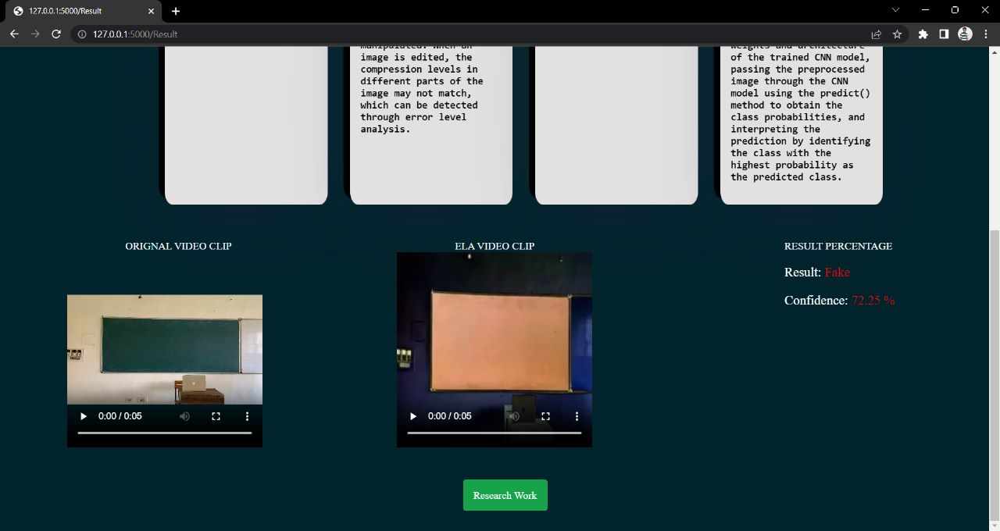 127.0.0.1:5000/Result
127.0.0.1:5000/Result
manipulated. When an
image is edited, the
compression levels in
different parts of the
image may not match,
which can be detected
through error level
analysis.
weights and architecture
of the trained CNN model,
passing the preprocessed
image through the CNN
model using the predict()
method to obtain the
class probabilities, and
interpreting the
prediction by identifying
the class with the
highest probability as
the predicted class.
ORIGNAL VIDEO CLIP
0:00 / 0:05
ELA VIDEO CLIP
0:00 / 0:05
RESULT PERCENTAGE
Result: Fake
Confidence: 72.25 %
Research Work